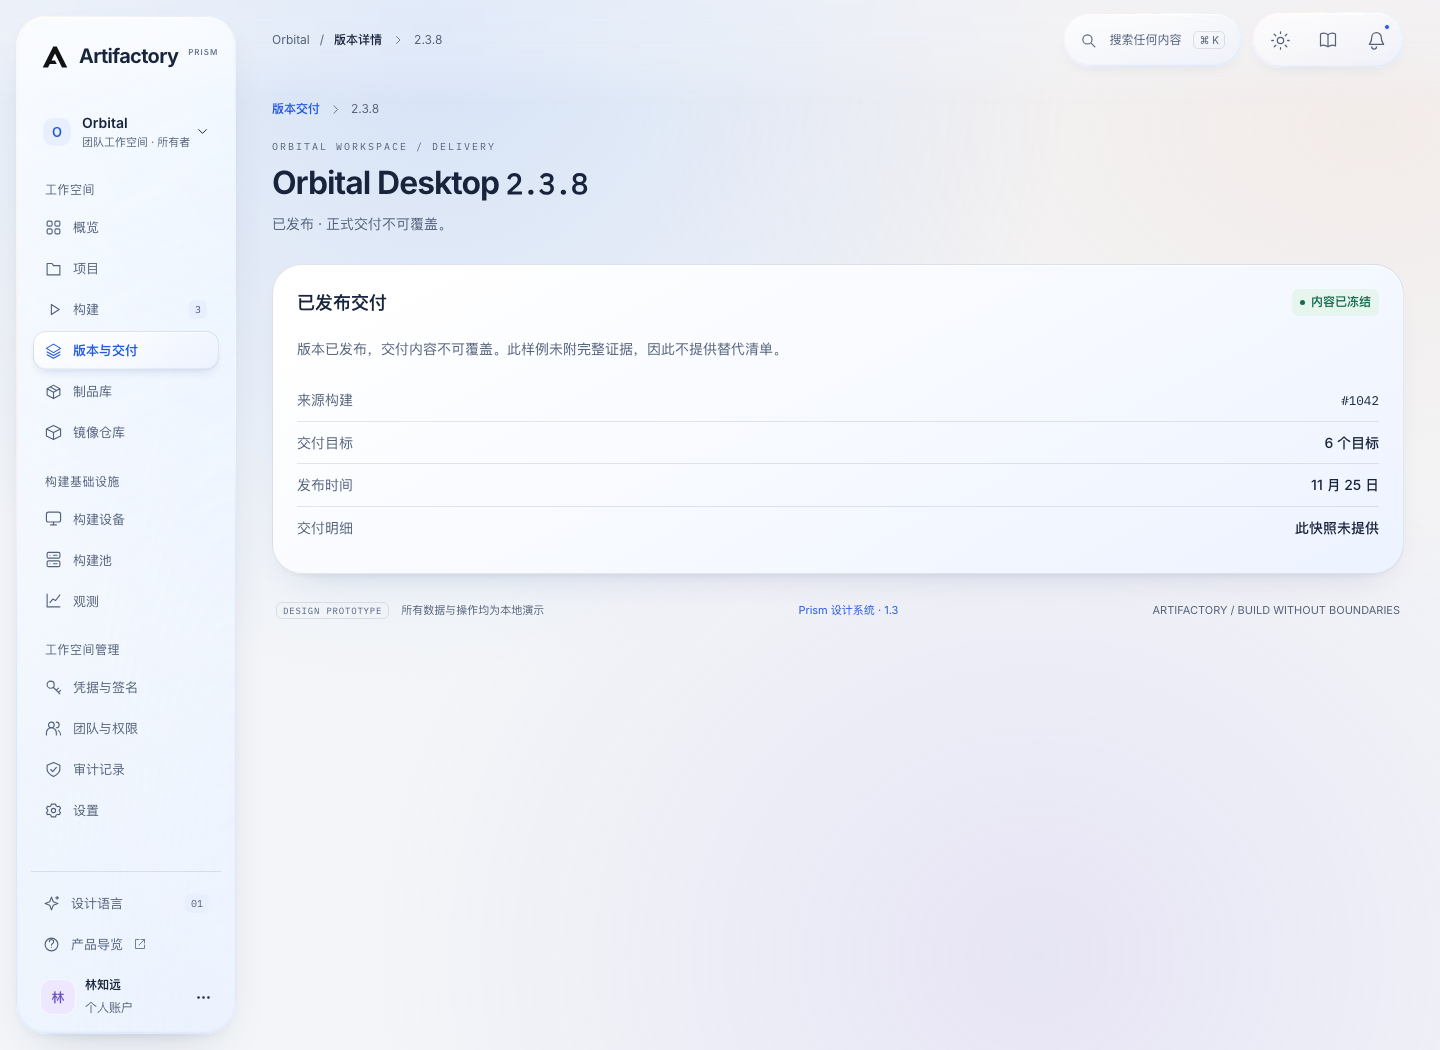 Artifactory PRISM
O
Orbital
团队工作空间 · 所有者
工作空间
概览
项目
构建 3
版本与交付
制品库
镜像仓库
构建基础设施
构建设备
构建池
观测
工作空间管理
凭据与签名
团队与权限
审计记录
设置
设计语言 01
产品导览
林
林知远
个人账户
Orbital / 版本详情 > 2.3.8
搜索任何内容 ⌘ K
版本交付 > 2.3.8
ORBITAL WORKSPACE / DELIVERY
Orbital Desktop 2.3.8
已发布 · 正式交付不可覆盖。
已发布交付
内容已冻结
版本已发布，交付内容不可覆盖。此样例未附完整证据，因此不提供替代清单。
来源构建 #1042
交付目标 6 个目标
发布时间 11 月 25 日
交付明细 此快照未提供
DESIGN PROTOTYPE 所有数据与操作均为本地演示
Prism 设计系统 · 1.3
ARTIFACTORY / BUILD WITHOUT BOUNDARIES